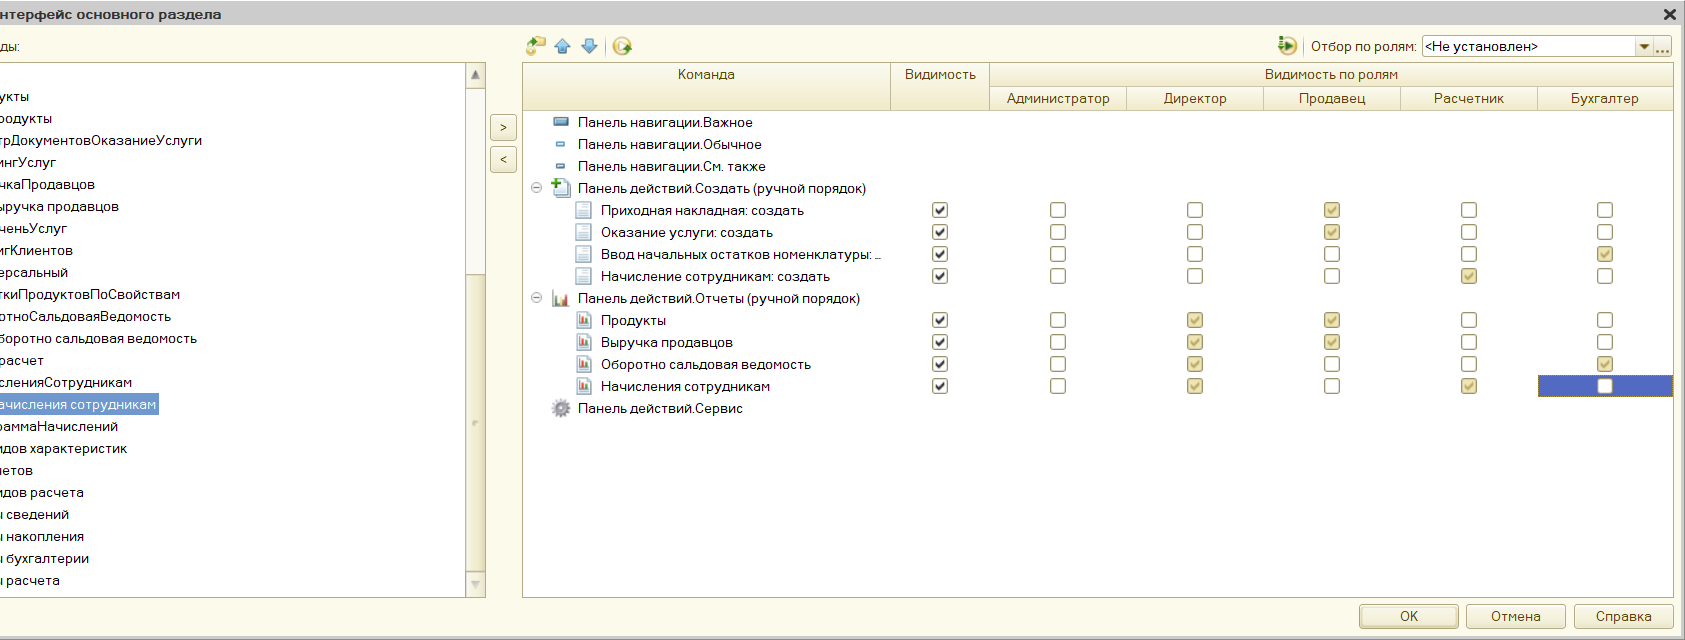 нтерфейс основного раздела
ды:
Отбор по ролям: <Не установлен>
укты
родукты
трДокументовОказаниеУслуги
ингУслуг
чкаПродавцов
ыручка продавцов
ченьУслуг
игКлиентов
ерсальный
ткиПродуктовПоСвойствам
отноСальдоваяВедомость
боротно сальдовая ведомость
расчет
сленияСотрудникам
ачисления сотрудникам
раммаНачислений
идов характеристик
четов
идов расчета
ы сведений
ы накопления
ы бухгалтерии
ы расчета
>
<
Команда Видимость Видимость по ролям
Администратор Директор Продавец Расчетник Бухгалтер
Панель навигации.Важное
Панель навигации.Обычное
Панель навигации.См. также
Панель действий.Создать (ручной порядок)
Приходная накладная: создать
Оказание услуги: создать
Ввод начальных остатков номенклатуры: ...
Начисление сотрудникам: создать
Панель действий.Отчеты (ручной порядок)
Продукты
Выручка продавцов
Оборотно сальдовая ведомость
Начисления сотрудникам
Панель действий.Сервис
OK Отмена Справка